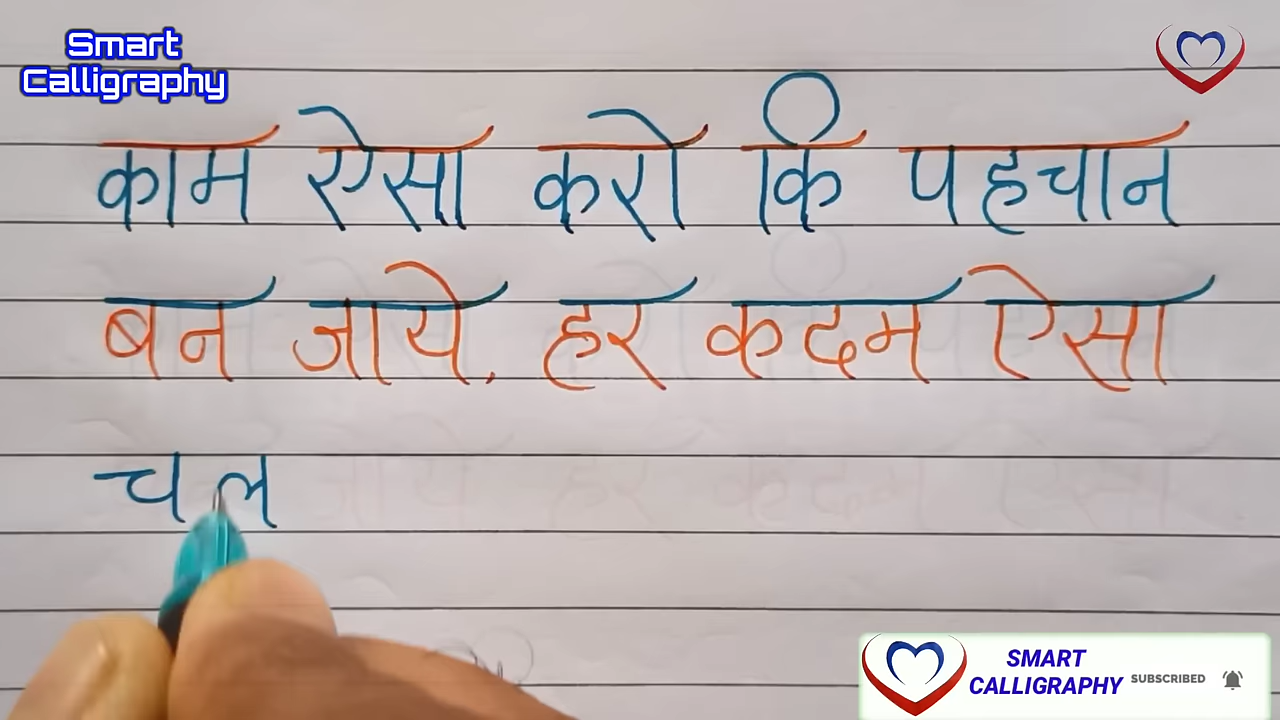 Smart
Calligraphy
काम ऐसा करो कि पहचान
बन जाये, हर कदम ऐसा
चल
SMART
CALLIGRAPHY
SUBSCRIBED